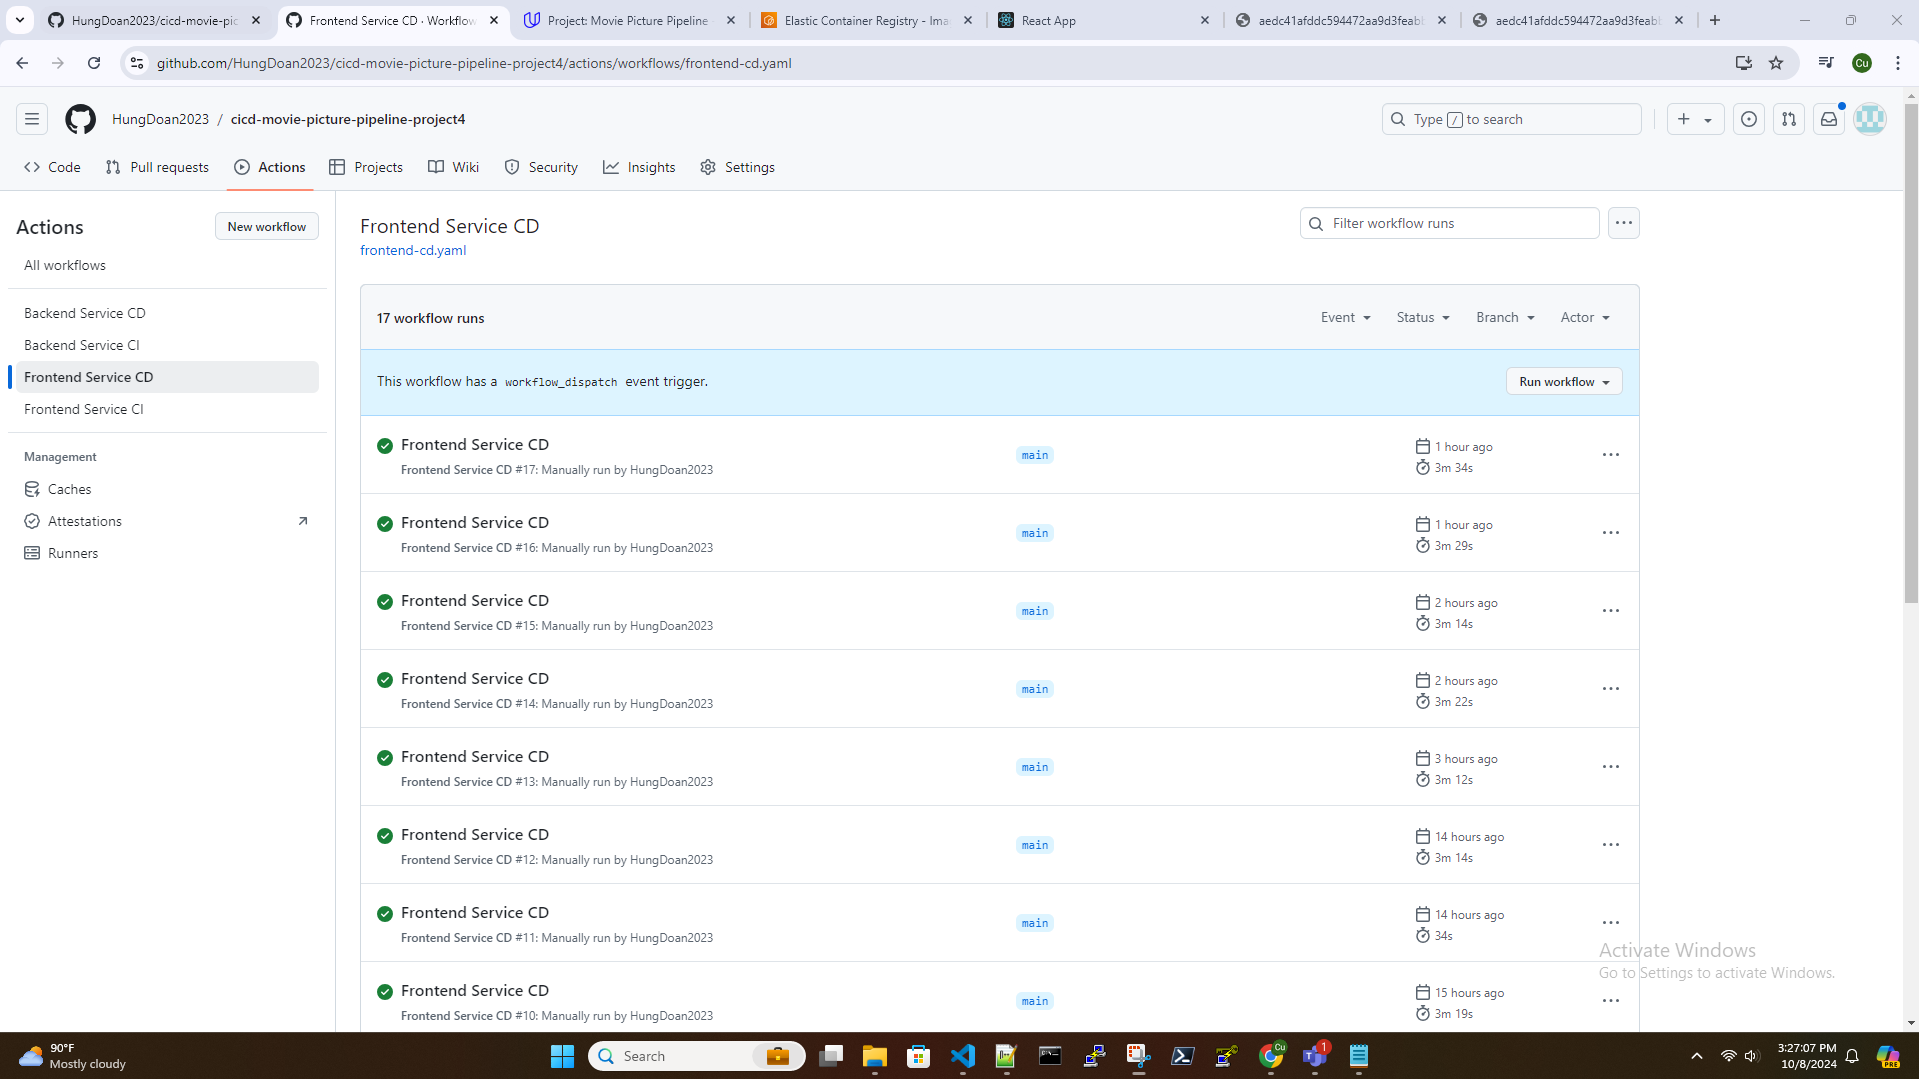 HungDoan2023/cicd-movie-pic
Frontend Service CD · Workflow
Project: Movie Picture Pipeline
Elastic Container Registry - Ima
React App
aedc41afddc594472aa9d3feab
aedc41afddc594472aa9d3feab
github.com/HungDoan2023/cicd-movie-picture-pipeline-project4/actions/workflows/frontend-cd.yaml
Cu
HungDoan2023 / cicd-movie-picture-pipeline-project4
Type / to search
Code
Pull requests
Actions
Projects
Wiki
Security
Insights
Settings
Actions
New workflow
All workflows
Backend Service CD
Backend Service CI
Frontend Service CD
Frontend Service CI
Management
Caches
Attestations
Runners
Frontend Service CD
frontend-cd.yaml
Filter workflow runs
17 workflow runs
Event
Status
Branch
Actor
This workflow has a workflow_dispatch event trigger.
Run workflow
Frontend Service CD
Frontend Service CD #17: Manually run by HungDoan2023
main
1 hour ago
3m 34s
Frontend Service CD
Frontend Service CD #16: Manually run by HungDoan2023
main
1 hour ago
3m 29s
Frontend Service CD
Frontend Service CD #15: Manually run by HungDoan2023
main
2 hours ago
3m 14s
Frontend Service CD
Frontend Service CD #14: Manually run by HungDoan2023
main
2 hours ago
3m 22s
Frontend Service CD
Frontend Service CD #13: Manually run by HungDoan2023
main
3 hours ago
3m 12s
Frontend Service CD
Frontend Service CD #12: Manually run by HungDoan2023
main
14 hours ago
3m 14s
Frontend Service CD
Frontend Service CD #11: Manually run by HungDoan2023
main
14 hours ago
34s
Frontend Service CD
Frontend Service CD #10: Manually run by HungDoan2023
main
15 hours ago
3m 19s
Activate Windows
Go to Settings to activate Windows.
90°F
Mostly cloudy
Search
Cu
1
3:27:07 PM
10/8/2024
PRE